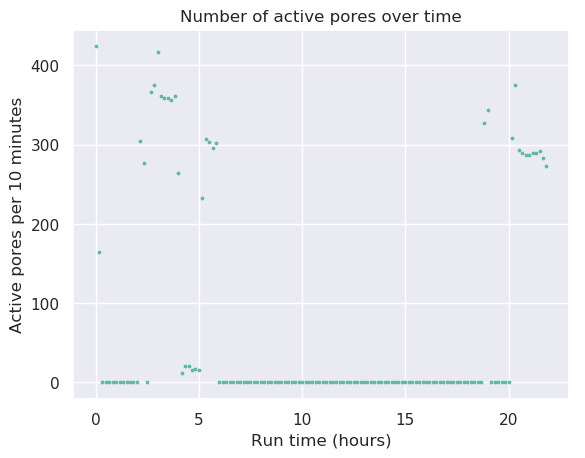 Number of active pores over time
Active pores per 10 minutes
400
300
200
100
0
0 5 10 15 20
Run time (hours)